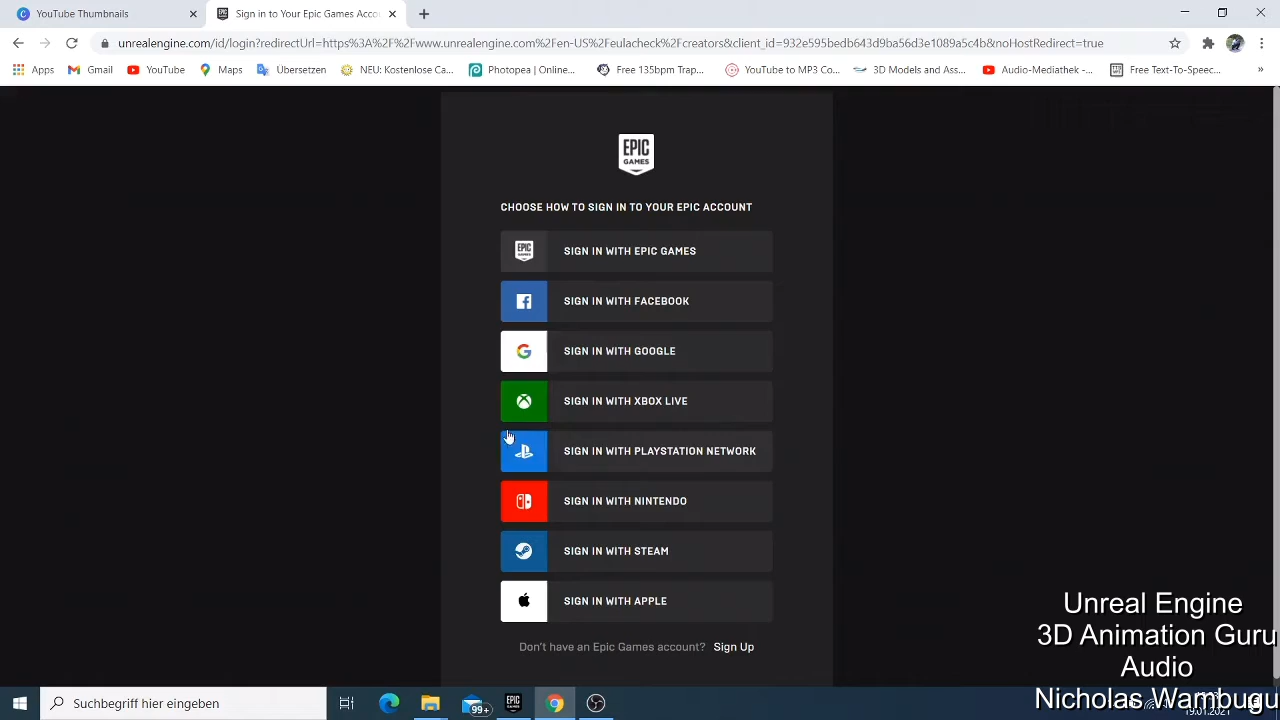 YouTube Thumbnails
Sign in to Your Epic Games Acco
unrealengine.com/id/login?redirectUrl=https%3A%2F%2Fwww.unrealengine.com%2Fen-US%2Feulacheck%2Fcreators&client_id=932e595bedb643d9ba56d3e1089a5c4b&noHostRedirect=true
Apps Gmail YouTube Maps Übersetzen NEU: Kostenlose Ca... Photopea | Online... Free 135bpm Trap... YouTube to MP3 Co... 3D Models and Ass... Audio-Mediathek -... Free Text-To-Speec... »
EPIC GAMES
CHOOSE HOW TO SIGN IN TO YOUR EPIC ACCOUNT
SIGN IN WITH EPIC GAMES
SIGN IN WITH FACEBOOK
SIGN IN WITH GOOGLE
SIGN IN WITH XBOX LIVE
SIGN IN WITH PLAYSTATION NETWORK
SIGN IN WITH NINTENDO
SIGN IN WITH STEAM
SIGN IN WITH APPLE
Don't have an Epic Games account? Sign Up
Unreal Engine
3D Animation Guru
Audio
Nicholas Wambugu
Suchbegriff hier eingeben
99+
19.01.2021